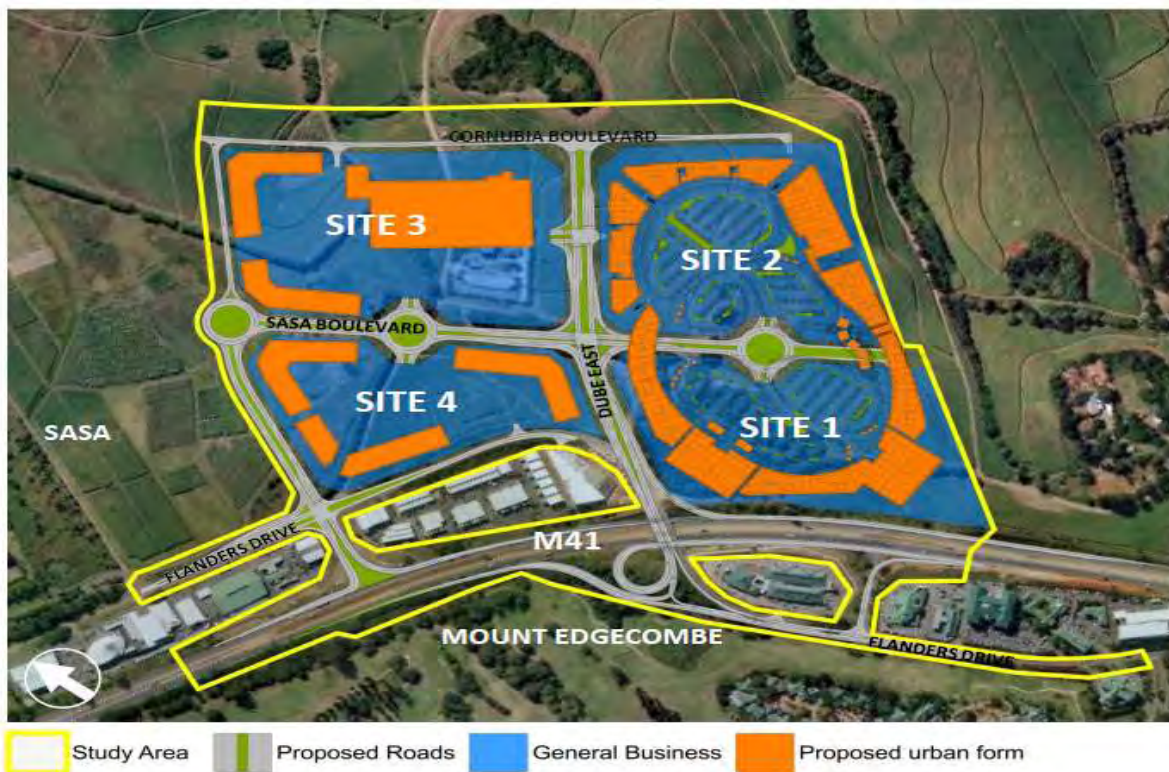 CORNUBIA BOULEVARD
SITE 3
SITE 2
SASA BOULEVARD
DUBE EAST
SITE 4
SITE 1
SASA
FLANDERS DRIVE
M41
MOUNT EDGECOMBE
FLANDERS DRIVE
Study Area
Proposed Roads
General Business
Proposed urban form